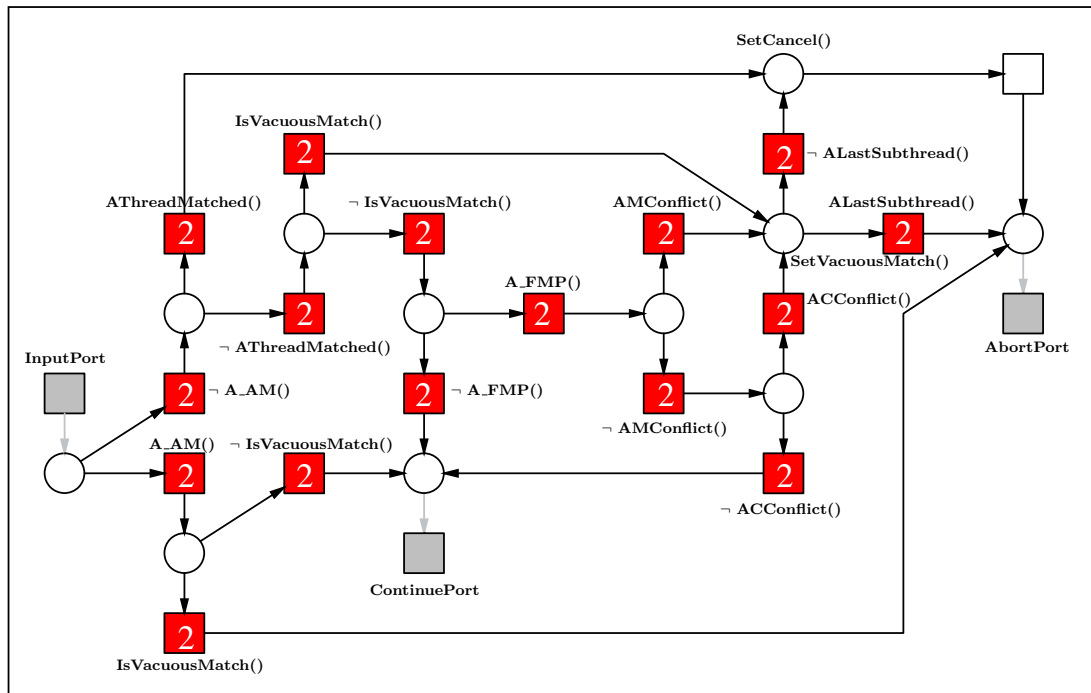 SetCancel()
IsVacuousMatch()
2
2
¬ ALastSubthread()
AThreadMatched()
¬ IsVacuousMatch()
AMConflict()
ALastSubthread()
2
2
2
2
SetVacuousMatch()
A_FMP()
ACConflict()
2
2
2
¬ AThreadMatched()
AbortPort
InputPort
2
¬ A_AM()
2
¬ A_FMP()
2
¬ AMConflict()
A_AM()
¬ IsVacuousMatch()
2
2
2
¬ ACConflict()
ContinuePort
2
IsVacuousMatch()